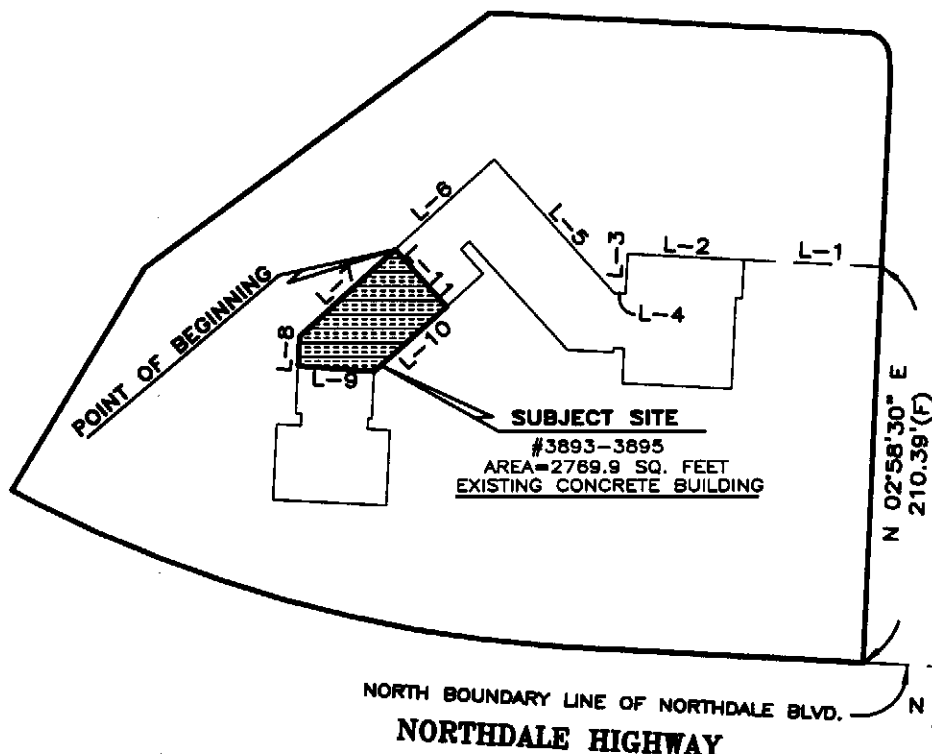 L-6
L-5
L-3
L-2
L-1
L-4
L-7
L-11
L-8
L-9
L-10
POINT OF BEGINNING
SUBJECT SITE
#3893-3895
AREA=2769.9 SQ. FEET
EXISTING CONCRETE BUILDING
N 02°58'30" E
210.39'(F)
NORTH BOUNDARY LINE OF NORTHDALE BLVD.
N
NORTHDALE HIGHWAY